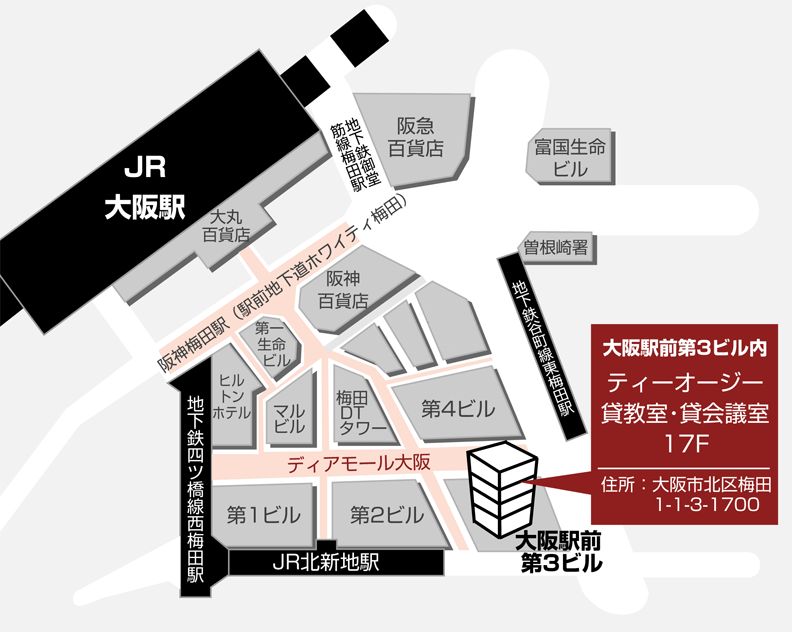 JR
大阪駅
地下鉄御堂
筋線梅田駅
阪急
百貨店
富国生命
ビル
大丸
百貨店
曽根崎署
阪神梅田駅（駅前地下道ホワイティ梅田）
阪神
百貨店
地下鉄谷町線東梅田駅
第一
生命
ビル
ヒル
トン
ホテル
マル
ビル
梅田
DT
タワー
第4ビル
地下鉄四ツ橋線西梅田駅
ディアモール大阪
第1ビル
第2ビル
JR北新地駅
大阪駅前
第3ビル
大阪駅前第3ビル内
ティーオージー
貸教室・貸会議室
17F
住所：大阪市北区梅田
1-1-3-1700